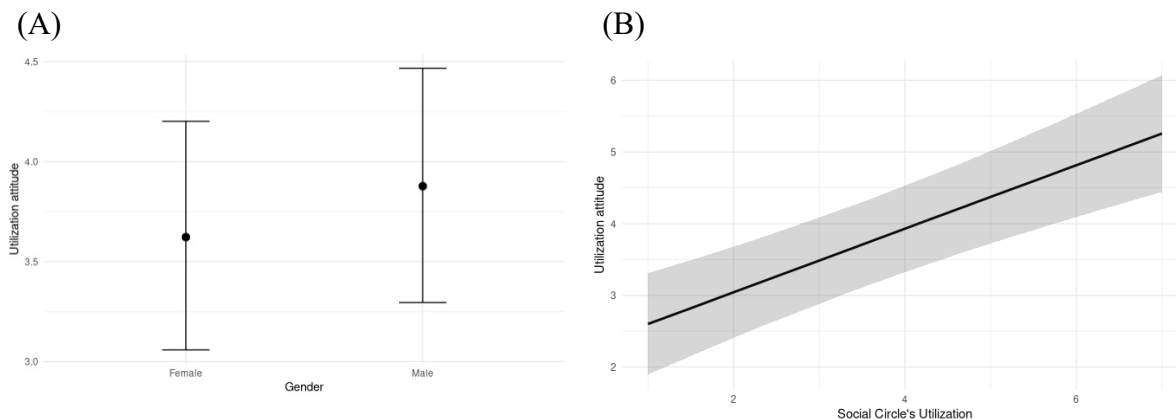 (A)
4.5
4.0
3.5
3.0
Utilization attitude
Female
Male
Gender
(B)
6
5
4
3
2
Utilization attitude
2
4
6
Social Circle's Utilization